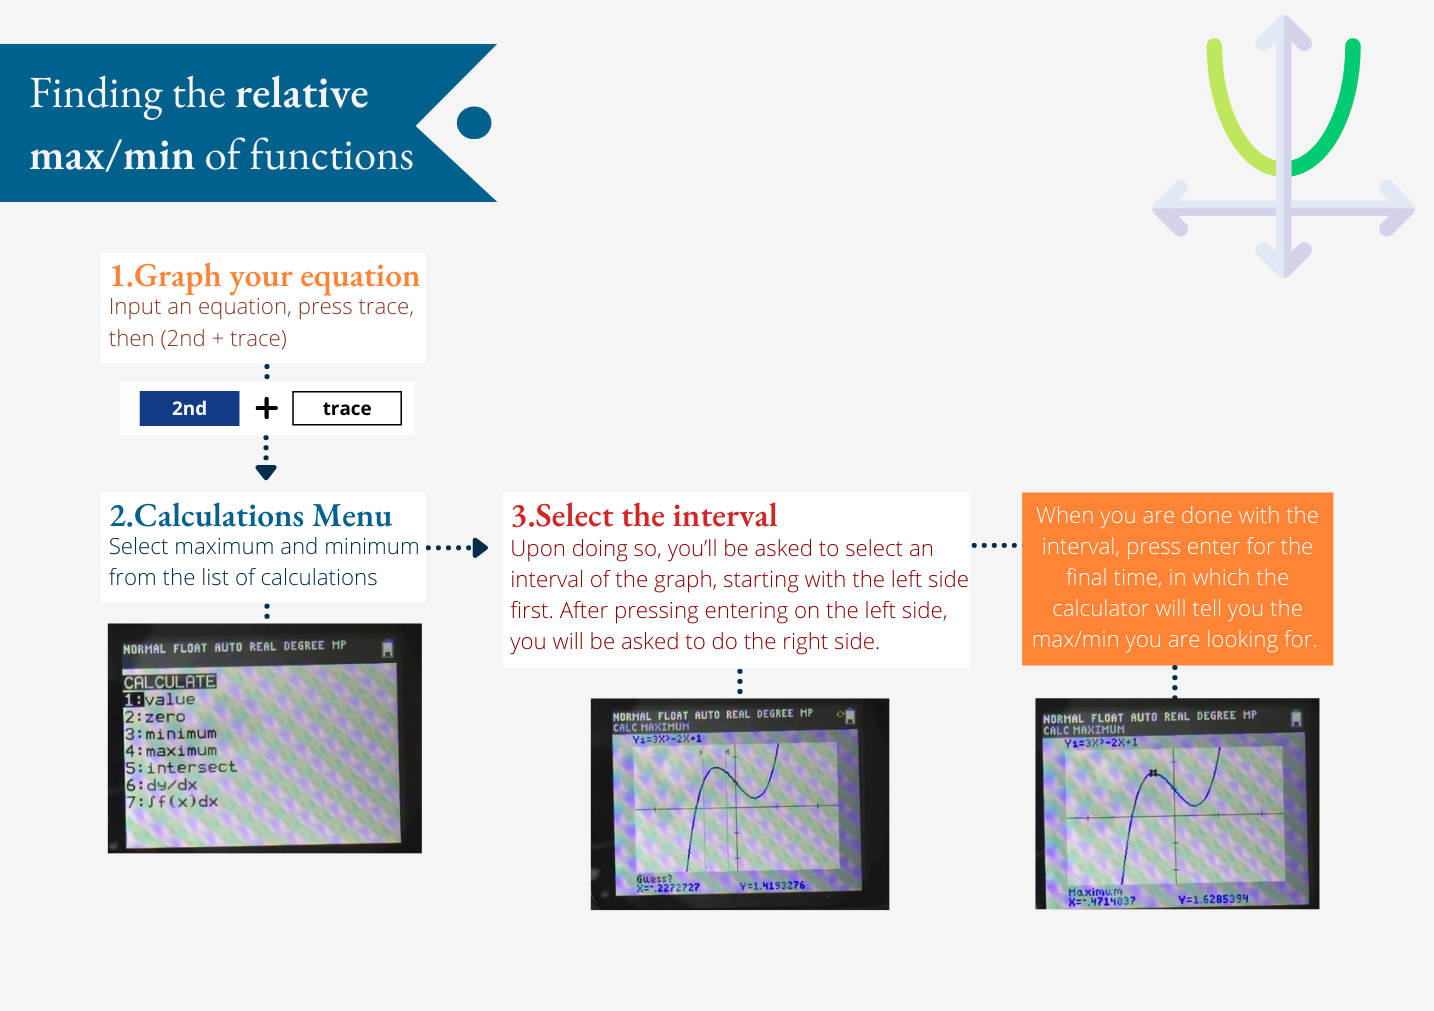 Finding the relative
max/min of functions
1.Graph your equation
Input an equation, press trace,
then (2nd + trace)
2nd + trace
2.Calculations Menu
Select maximum and minimum
from the list of calculations
NORMAL FLOAT AUTO REAL DEGREE MP
CALCULATE
1:value
2:zero
3:minimum
4:maximum
5:intersect
6:dy/dx
7:∫f(x)dx
3.Select the interval
Upon doing so, you’ll be asked to select an
interval of the graph, starting with the left side
first. After pressing entering on the left side,
you will be asked to do the right side.
NORMAL FLOAT AUTO REAL DEGREE MP
CALC MAXIMUM
Y1=3X³-2X+1
Guess?
X=-.2272727 Y=1.4193276
When you are done with the
interval, press enter for the
final time, in which the
calculator will tell you the
max/min you are looking for.
NORMAL FLOAT AUTO REAL DEGREE MP
CALC MAXIMUM
Y1=3X³-2X+1
Maximum
X=-.4714037 Y=1.6285394